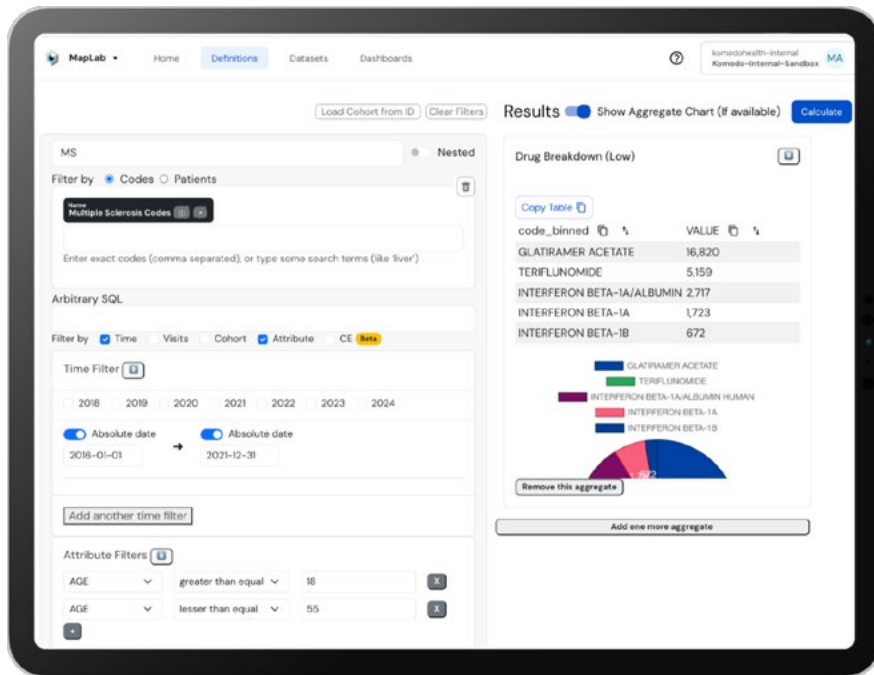 MapLab
Home
Definitions
Datasets
Dashboards
komodohealth-internal
Komodo-Internal-Sandbox
MA
Load Cohort from ID
Clear Filters
Results
Show Aggregate Chart (If available)
Calculate
MS
Nested
Filter by Codes Patients
Name
Multiple Sclerosis Codes
Enter exact codes (comma separated), or type some search terms (like 'liver')
Arbitrary SQL
Filter by Time Visits Cohort Attribute CE Beta
Time Filter
2018 2019 2020 2021 2022 2023 2024
Absolute date Absolute date
2016-01-01 → 2021-12-31
Add another time filter
Attribute Filters
AGE greater than equal 18 X
AGE lesser than equal 55 X
+
Drug Breakdown (Low)
Copy Table
code_binned VALUE
GLATIRAMER ACETATE 16,820
TERIFLUNOMIDE 5,159
INTERFERON BETA-1A/ALBUMIN 2,717
INTERFERON BETA-1A 1,723
INTERFERON BETA-1B 672
GLATIRAMER ACETATE
TERIFLUNOMIDE
INTERFERON BETA-1A/ALBUMIN HUMAN
INTERFERON BETA-1A
INTERFERON BETA-1B
672
Remove this aggregate
Add one more aggregate